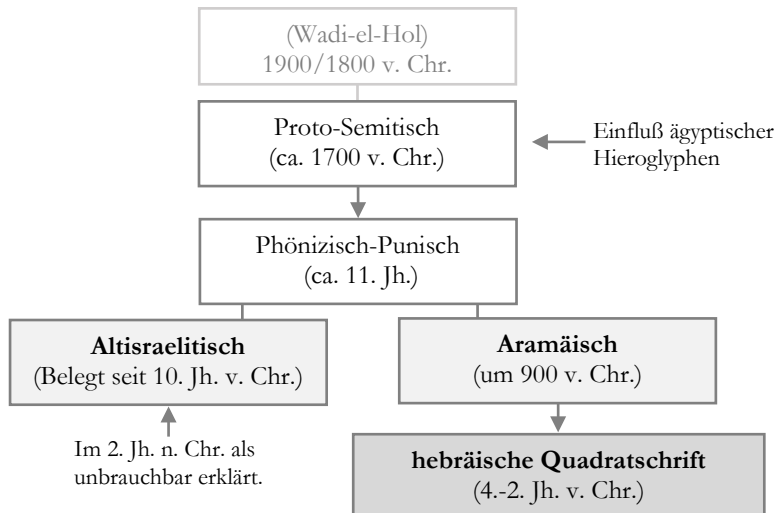 (Wadi-el-Hol)
1900/1800 v. Chr.
Proto-Semitisch
(ca. 1700 v. Chr.)
Einfluß ägyptischer
Hieroglyphen
Phönizisch-Punisch
(ca. 11. Jh.)
Altisraelitisch
(Belegt seit 10. Jh. v. Chr.)
Aramäisch
(um 900 v. Chr.)
Im 2. Jh. n. Chr. als
unbrauchbar erklärt.
hebräische Quadratschrift
(4.-2. Jh. v. Chr.)